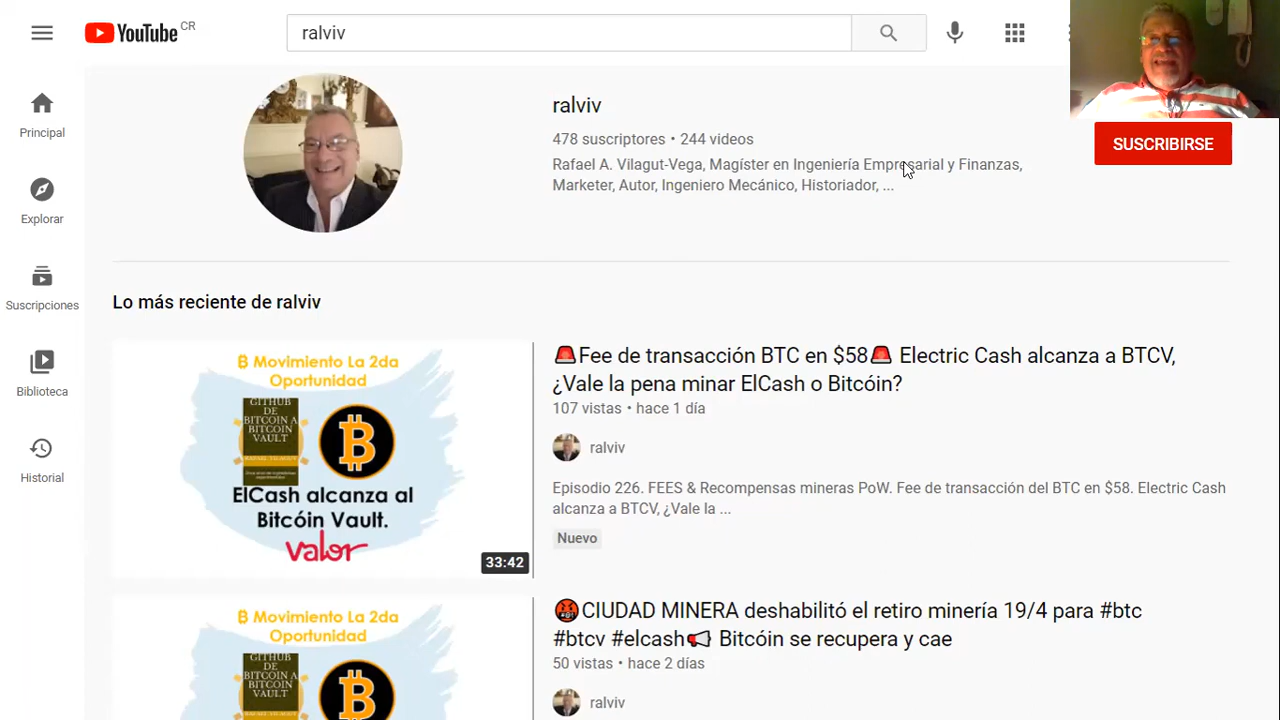 YouTube CR
ralviv
Principal
Explorar
Suscripciones
Biblioteca
Historial
ralviv
478 suscriptores • 244 videos
Rafael A. Vilagut-Vega, Magíster en Ingeniería Empresarial y Finanzas,
Marketer, Autor, Ingeniero Mecánico, Historiador, ...
SUSCRIBIRSE
Lo más reciente de ralviv
₿ Movimiento La 2da
Oportunidad
GITHUB
DE
BITCOIN A
BITCOIN
VAULT
ElCash alcanza al
Bitcóin Vault.
valor
33:42
🚨Fee de transacción BTC en $58🚨 Electric Cash alcanza a BTCV,
¿Vale la pena minar ElCash o Bitcóin?
107 vistas • hace 1 día
ralviv
Episodio 226. FEES & Recompensas mineras PoW. Fee de transacción del BTC en $58. Electric Cash
alcanza a BTCV, ¿Vale la ...
Nuevo
₿ Movimiento La 2da
Oportunidad
GITHUB
DE
BITCOIN A
BITCOIN
VAULT
🤬CIUDAD MINERA deshabilitó el retiro minería 19/4 para #btc
#btcv #elcash📢 Bitcóin se recupera y cae
50 vistas • hace 2 días
ralviv